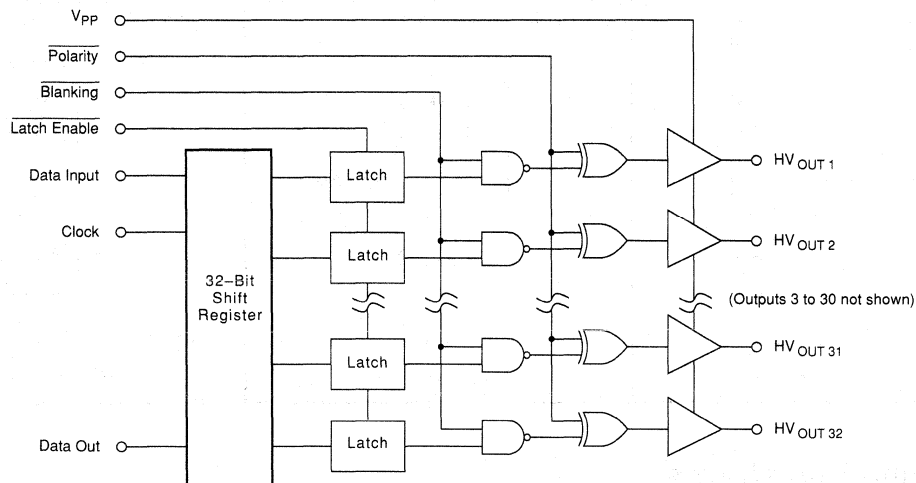 VPP
Polarity
Blanking
Latch Enable
Data Input
Clock
Data Out
32-Bit
Shift
Register
Latch
Latch
Latch
Latch
HV OUT 1
HV OUT 2
(Outputs 3 to 30 not shown)
HV OUT 31
HV OUT 32